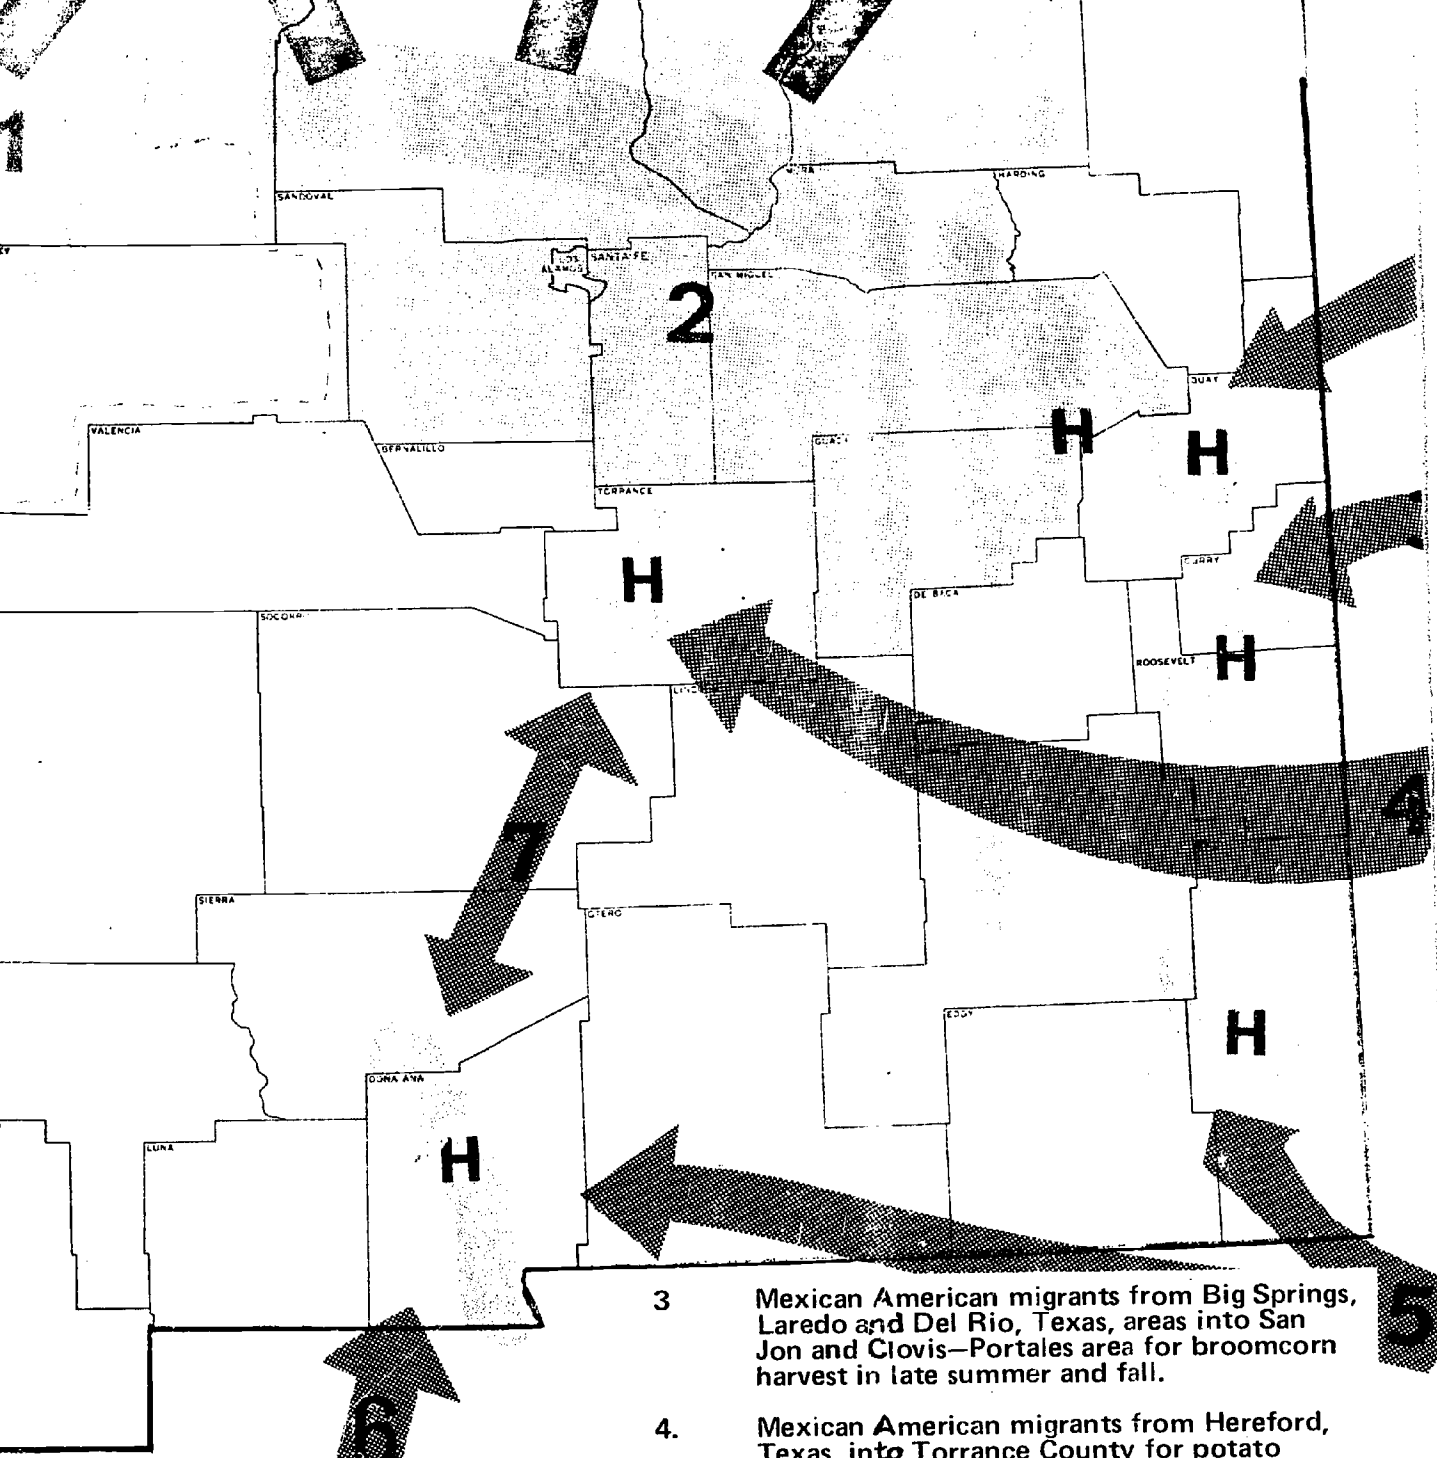 1
MORA
HARDING
SANDOVAL
LOS
ALAMOS
SANTA FE
SAN MIGUEL
2
QUAY
VALENCIA
BERNALILLO
H
H
TORRANCE
H
CURRY
DE BACA
SOCORRO
ROOSEVELT
H
7
4
SIERRA
OTERO
EDDY
H
DONA ANA
LUNA
H
5
6
3 Mexican American migrants from Big Springs,
Laredo and Del Rio, Texas, areas into San
Jon and Clovis—Portales area for broomcorn
harvest in late summer and fall.
4. Mexican American migrants from Hereford,
Texas, into Torrance County for potato